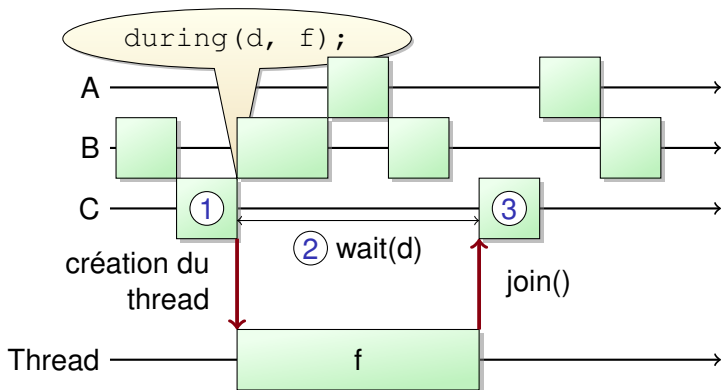 during(d, f);
A
B
C
1
3
2 wait(d)
création du
thread
join()
Thread
f